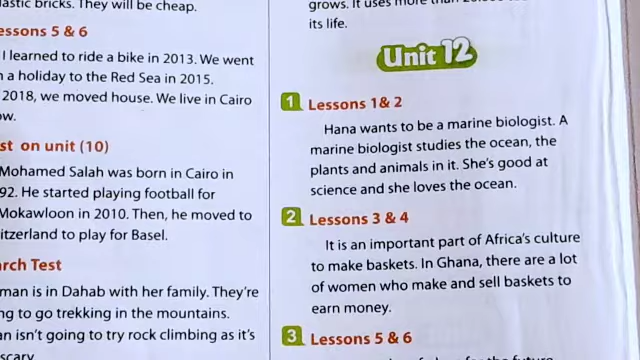 lastic bricks. They will be cheap.
essons 5 & 6
I learned to ride a bike in 2013. We went
n a holiday to the Red Sea in 2015.
2018, we moved house. We live in Cairo
ow.
st on unit (10)
Mohamed Salah was born in Cairo in
92. He started playing football for
Mokawloon in 2010. Then, he moved to
itzerland to play for Basel.
arch Test
man is in Dahab with her family. They're
ng to go trekking in the mountains.
an isn't going to try rock climbing as it's
scary
grows. It uses more than
its life.
Unit 12
1 Lessons 1& 2
Hana wants to be a marine biologist. A
marine biologist studies the ocean, the
plants and animals in it. She's good at
science and she loves the ocean.
2 Lessons 3 & 4
It is an important part of Africa's culture
to make baskets. In Ghana, there are a lot
of women who make and sell baskets to
earn money.
3 Lessons 5 & 6